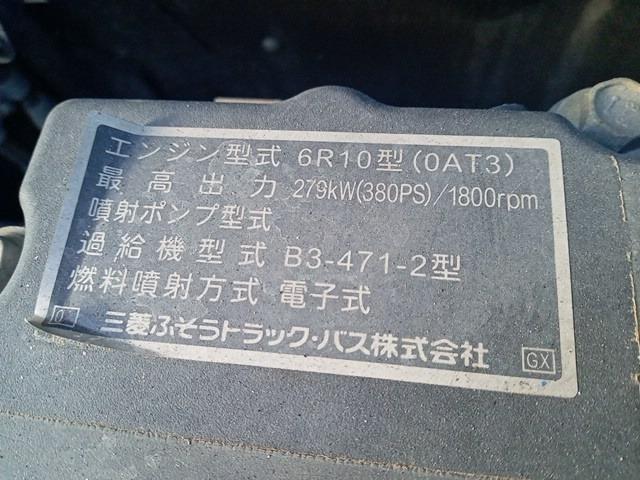 エンジン型式 6R10型(0AT3)
最高出力 279kW(380PS)/1800rpm
噴射ポンプ型式
過給機型式 B3-471-2型
燃料噴射方式 電子式
三菱ふそうトラック・バス株式会社
GX